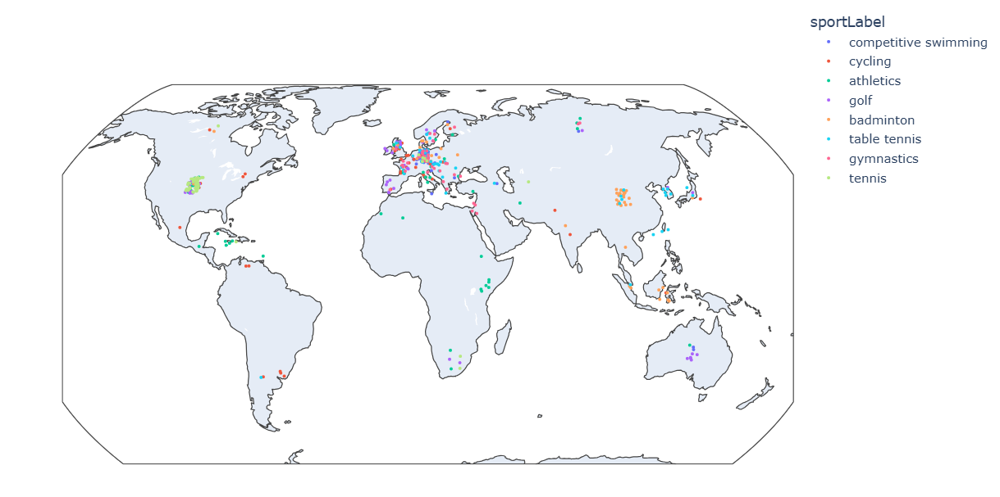 sportLabel
competitive swimming
cycling
athletics
golf
badminton
table tennis
gymnastics
tennis